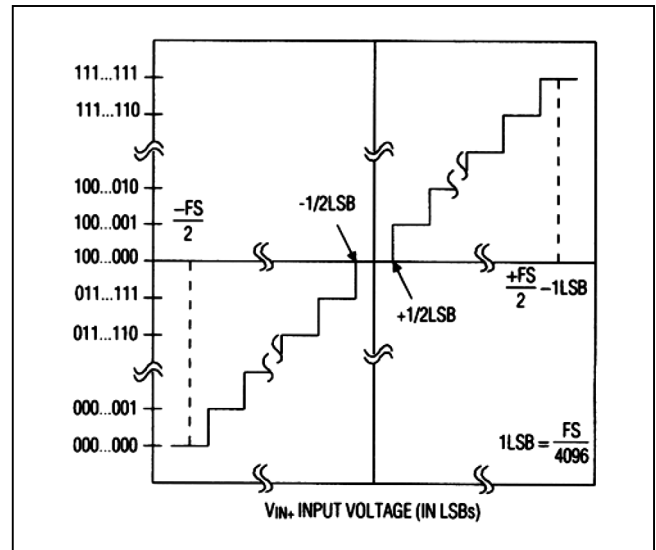 111...111
111...110
100...010
100...001
100...000
011...111
011...110
000...001
000...000
-FS
2
-1/2LSB
+1/2LSB
+FS
2
-1LSB
1LSB = FS
4096
VIN+ INPUT VOLTAGE (IN LSBs)